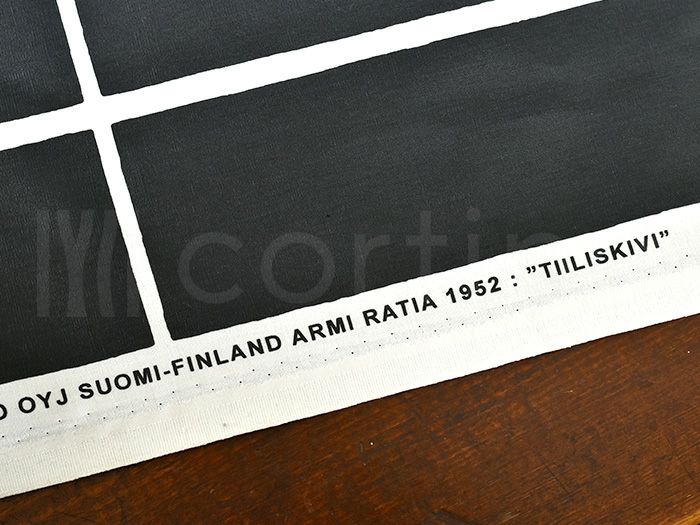 OYJ SUOMI-FINLAND ARMI RATIA 1952 : ”TIILISKIVI”